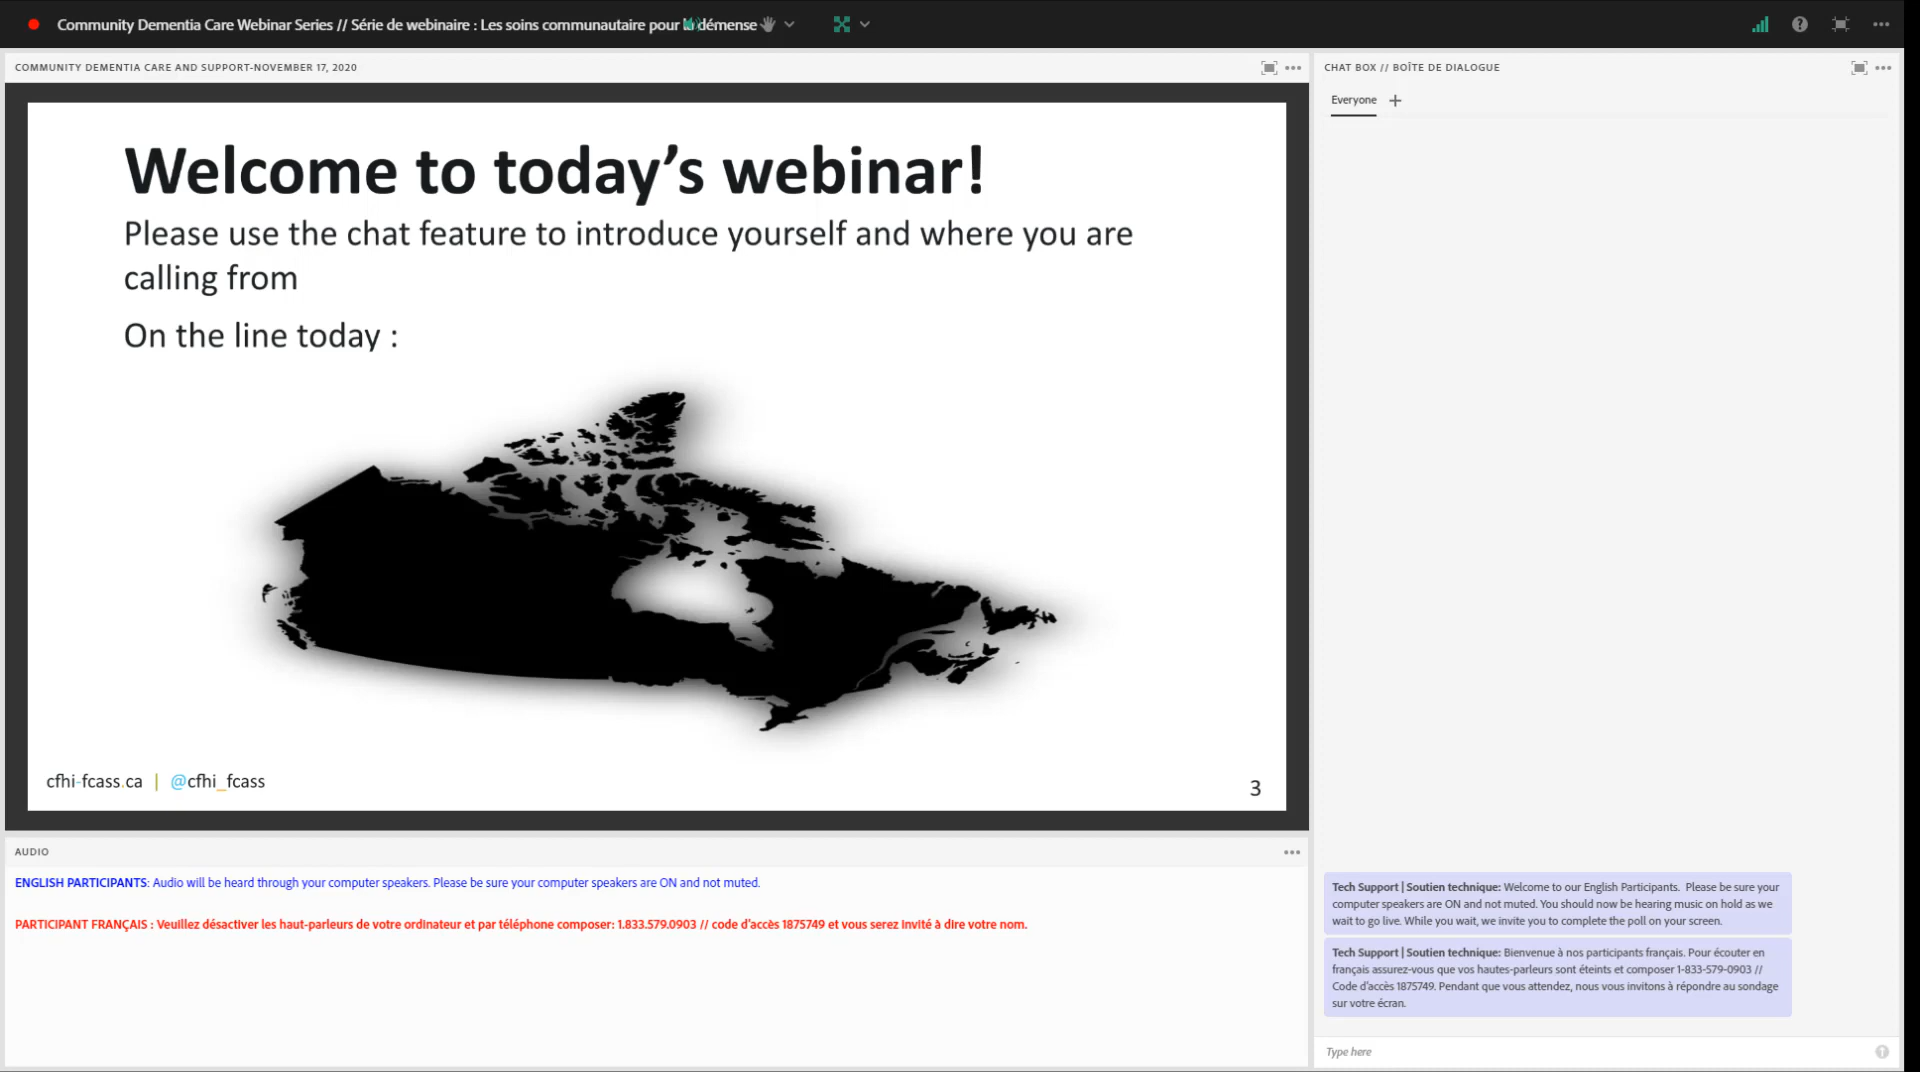 Community Dementia Care Webinar Series // Série de webinaire : Les soins communautaire pour la démense
COMMUNITY DEMENTIA CARE AND SUPPORT-NOVEMBER 17, 2020
Welcome to today's webinar!
Please use the chat feature to introduce yourself and where you are
calling from
On the line today :
cfhi-fcass.ca | @cfhi_fcass
3
AUDIO
ENGLISH PARTICIPANTS: Audio will be heard through your computer speakers. Please be sure your computer speakers are ON and not muted.
PARTICIPANT FRANÇAIS : Veuillez désactiver les haut-parleurs de votre ordinateur et par téléphone composer: 1.833.579.0903 // code d'accès 1875749 et vous serez invité à dire votre nom.
CHAT BOX // BOÎTE DE DIALOGUE
Everyone
Tech Support | Soutien technique: Welcome to our English Participants. Please be sure your
computer speakers are ON and not muted. You should now be hearing music on hold as we
wait to go live. While you wait, we invite you to complete the poll on your screen.
Tech Support | Soutien technique: Bienvenue à nos participants français. Pour écouter en
français assurez-vous que vos hautes-parleurs sont éteints et composer 1-833-579-0903 //
Code d'accès 1875749. Pendant que vous attendez, nous vous invitons à répondre au sondage
sur votre écran.
Type here